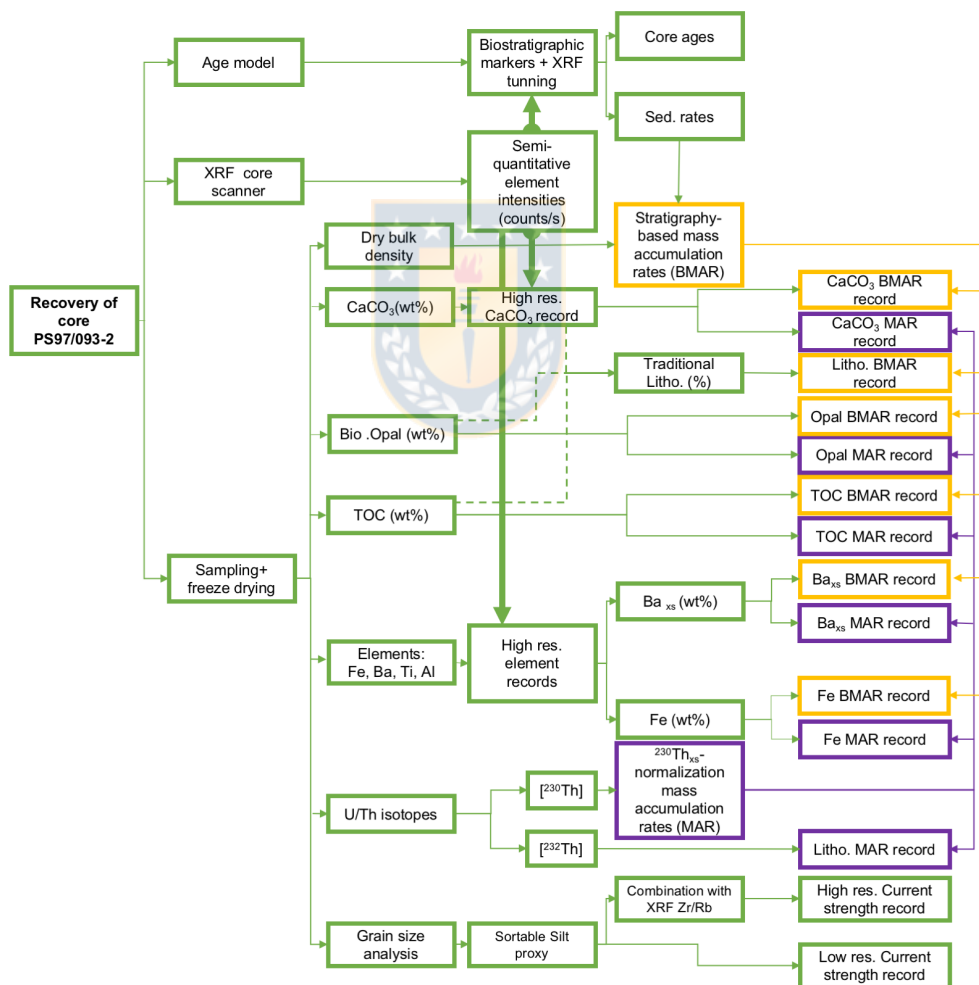 Core ages
Biostratigraphic
markers + XRF
tunning
Age model
Sed. rates
Semi-
quantitative
element
intensities
(counts/s)
XRF core
scanner
Stratigraphy-
based mass
accumulation
rates (BMAR)
Dry bulk
density
CaCO₃ BMAR
record
Recovery of
core
PS97/093-2
CaCO₃(wt%)
High res.
CaCO₃ record
CaCO₃ MAR
record
Traditional
Litho. (%)
Litho. BMAR
record
Bio .Opal (wt%)
Opal BMAR record
Opal MAR record
TOC BMAR record
TOC (wt%)
TOC MAR record
Sampling+
freeze drying
Baₓₛ (wt%)
Baₓₛ BMAR record
Baₓₛ MAR record
Elements:
Fe, Ba, Ti, Al
High res.
element
records
Fe BMAR record
Fe (wt%)
Fe MAR record
²³⁰Thₓₛ-
normalization
mass
accumulation
rates (MAR)
[²³⁰Th]
U/Th isotopes
[²³²Th]
Litho. MAR record
Combination with
XRF Zr/Rb
High res. Current
strength record
Grain size
analysis
Sortable Silt
proxy
Low res. Current
strength record